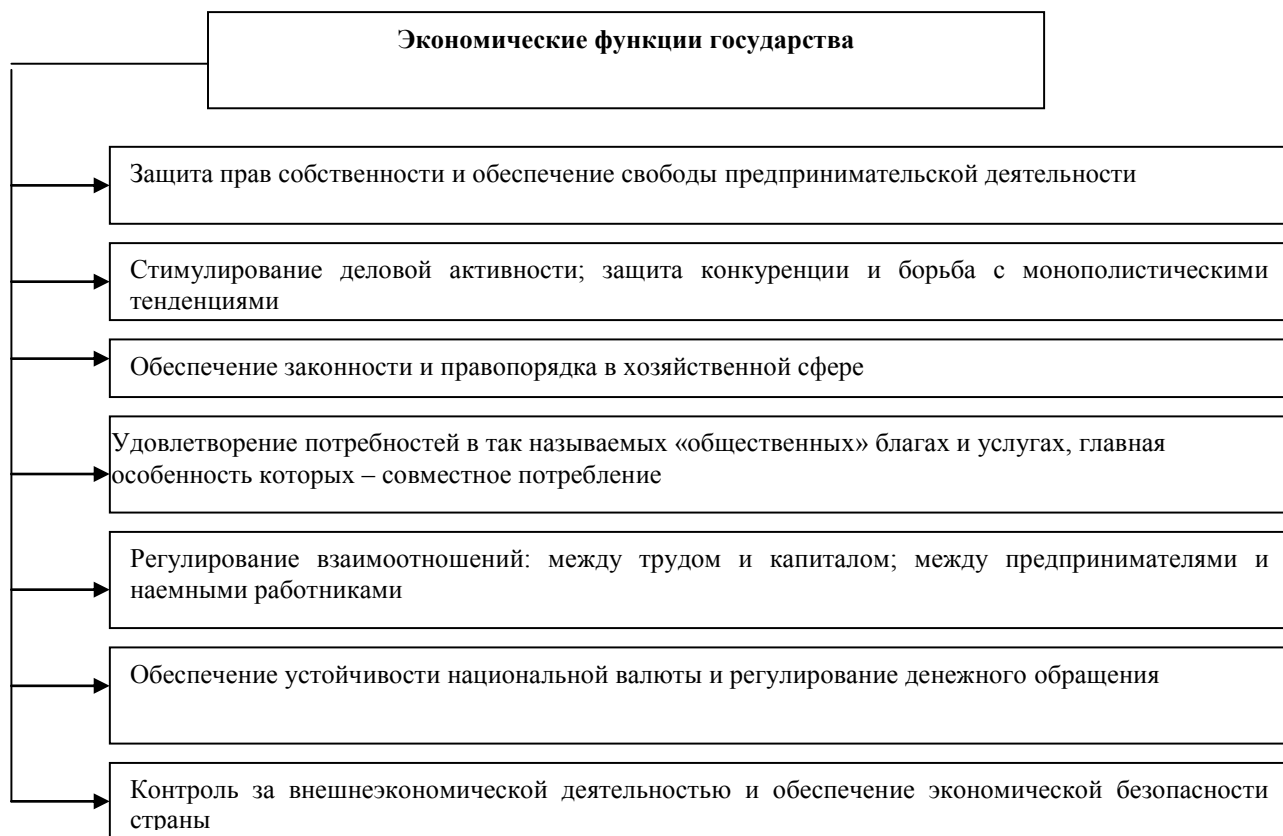 Экономические функции государства
Защита прав собственности и обеспечение свободы предпринимательской деятельности
Стимулирование деловой активности; защита конкуренции и борьба с монополистическими
тенденциями
Обеспечение законности и правопорядка в хозяйственной сфере
Удовлетворение потребностей в так называемых «общественных» благах и услугах, главная
особенность которых – совместное потребление
Регулирование взаимоотношений: между трудом и капиталом; между предпринимателями и
наемными работниками
Обеспечение устойчивости национальной валюты и регулирование денежного обращения
Контроль за внешнеэкономической деятельностью и обеспечение экономической безопасности
страны